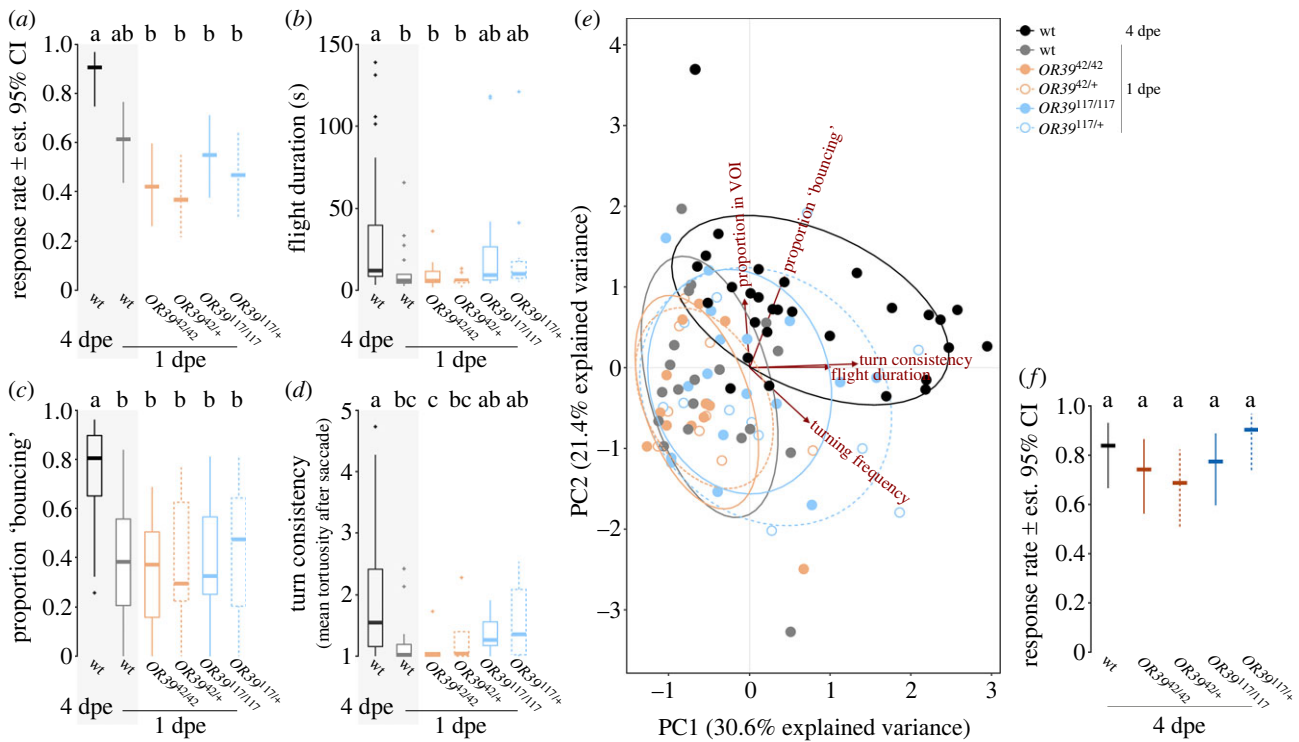 (a)
a ab b b b b
response rate ± est. 95% CI
1.0
0.8
0.6
0.4
0.2
0
wt
wt
OR39^42/42
OR39^42/+
OR39^117/117
OR39^117/+
4 dpe
1 dpe
(b)
a b b b ab ab
flight duration (s)
150
100
50
0
wt
wt
OR39^42/42
OR39^42/+
OR39^117/117
OR39^117/+
4 dpe
1 dpe
(c)
a b b b b b
proportion ‘bouncing’
1.0
0.8
0.6
0.4
0.2
0
wt
wt
OR39^42/42
OR39^42/+
OR39^117/117
OR39^117/+
4 dpe
1 dpe
(d)
a bc c bc ab ab
turn consistency
(mean tortuosity after saccade)
5
4
3
2
1
wt
wt
OR39^42/42
OR39^42/+
OR39^117/117
OR39^117/+
4 dpe
1 dpe
(e)
PC2 (21.4% explained variance)
4
3
2
1
0
−1
−2
−3
proportion in VOI
proportion ‘bouncing’
turn consistency
flight duration
turning frequency
−1 0 1 2 3
PC1 (30.6% explained variance)
wt 4 dpe
wt
OR39^42/42
OR39^42/+
OR39^117/117
OR39^117/+
1 dpe
(f)
a a a a a
response rate ± est. 95% CI
1.0
0.8
0.6
0.4
0.2
0
wt
OR39^42/42
OR39^42/+
OR39^117/117
OR39^117/+
4 dpe